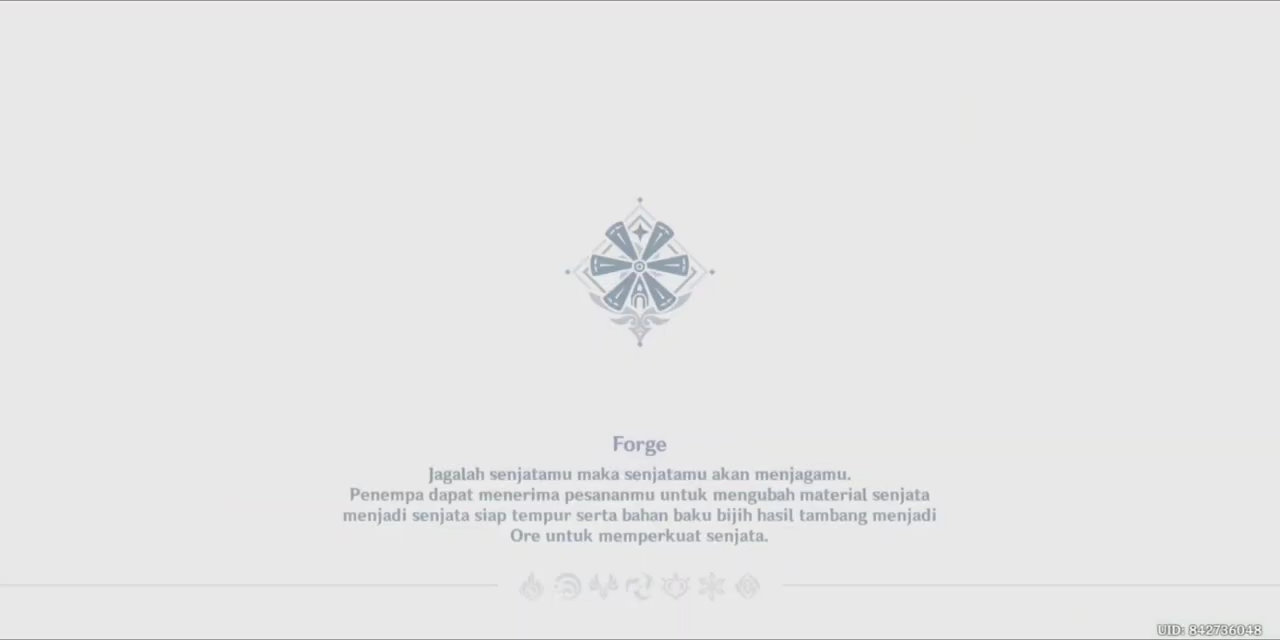 Forge
Jagalah senjatamu maka senjatamu akan menjagamu.
Penempa dapat menerima pesananmu untuk mengubah material senjata
menjadi senjata siap tempur serta bahan baku bijih hasil tambang menjadi
Ore untuk memperkuat senjata.
UID: 842736048